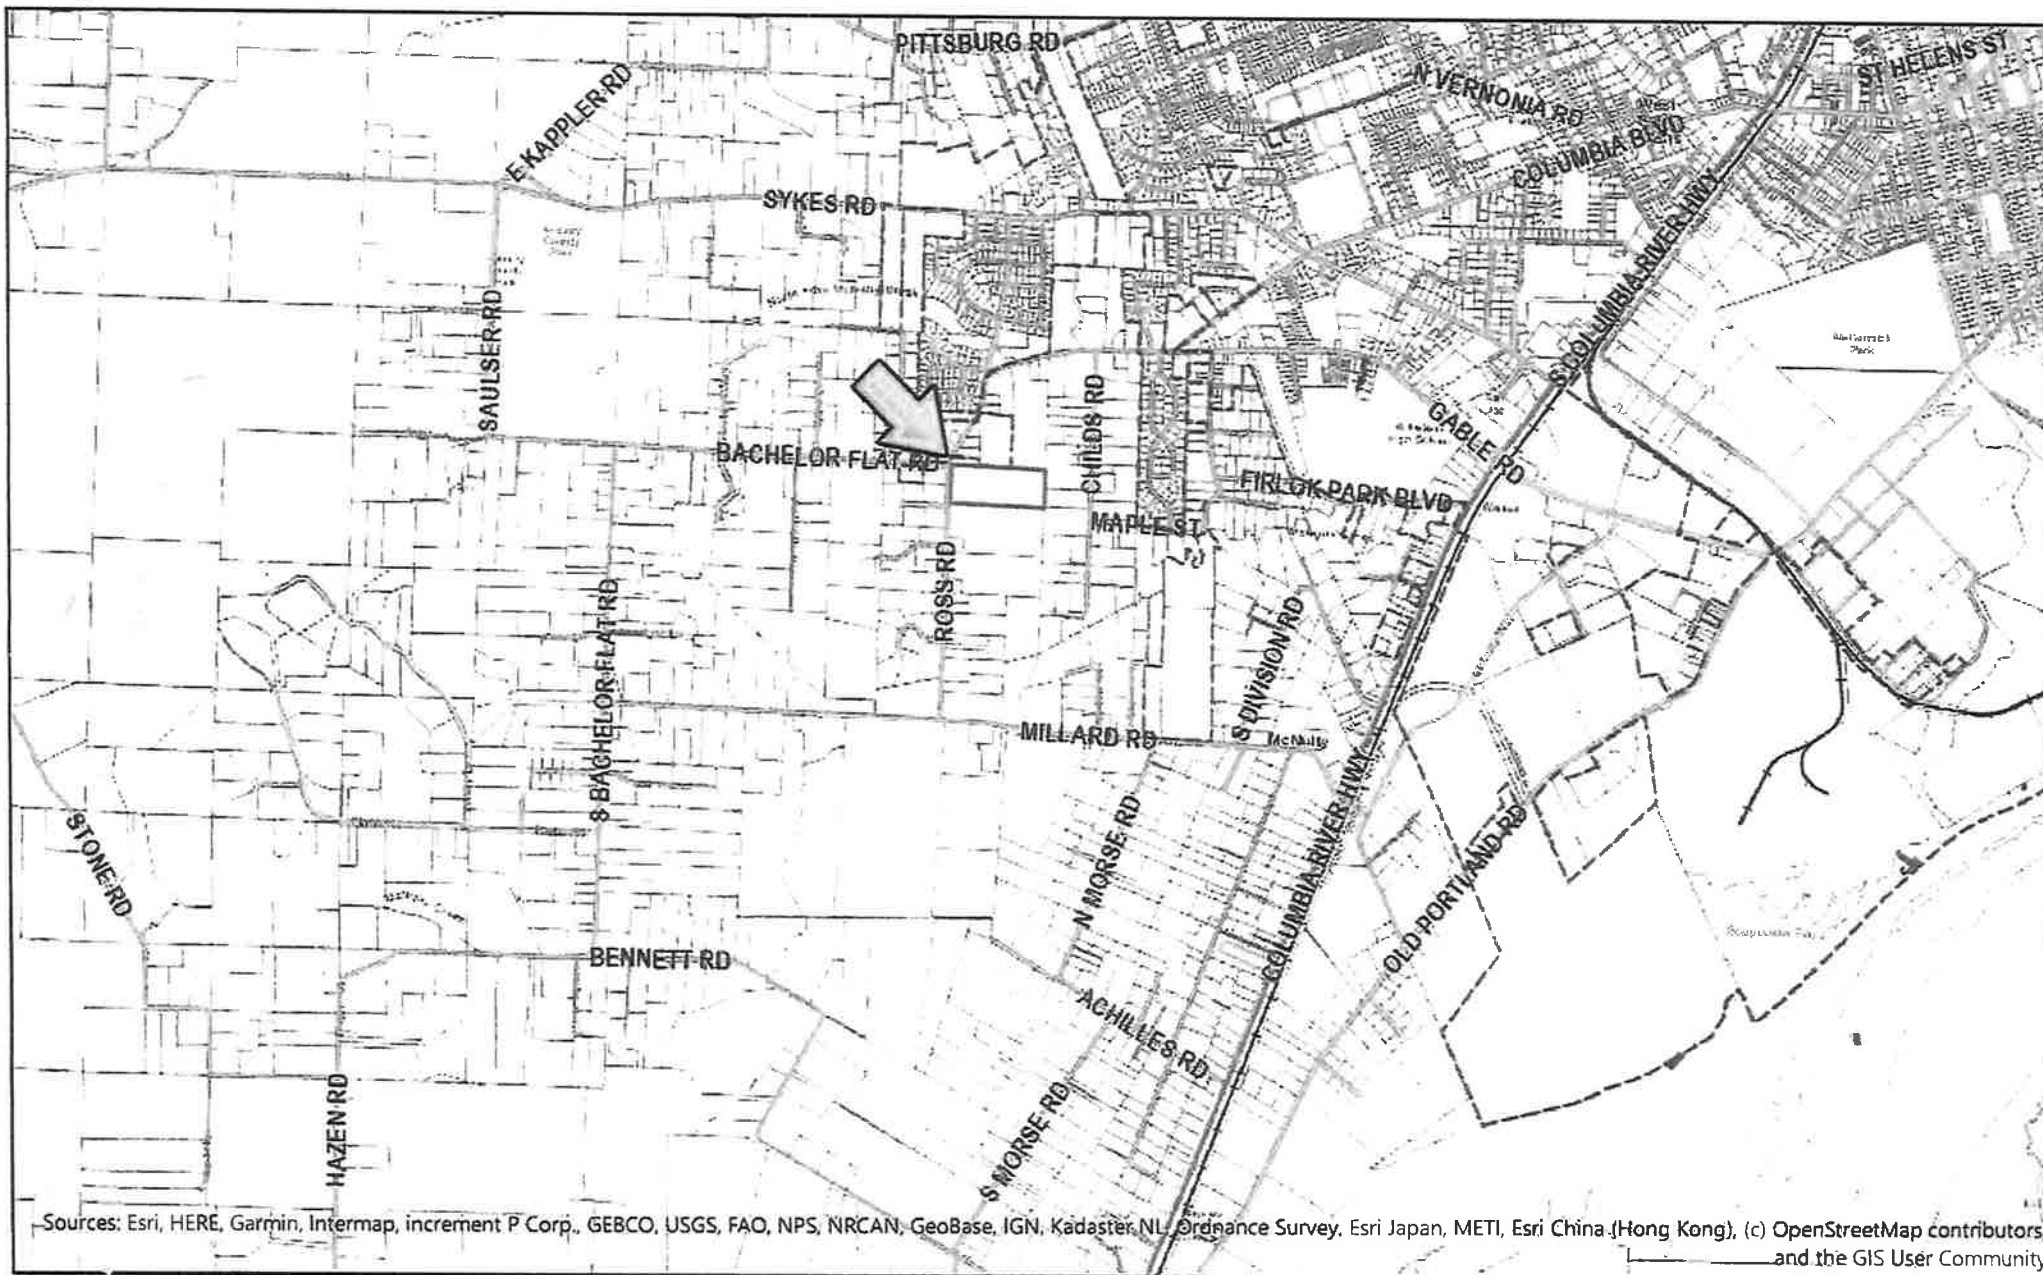 PITTSBURG RD
ST HELENS ST
E KAPPLER RD
N VERNONIA RD
COLUMBIA BLVD
SYKES RD
S COLUMBIA RIVER HWY
SAULSER RD
CHILDS RD
GABLE RD
BACHELOR FLAT RD
FIRLOK PARK BLVD
MAPLE ST
ROSS RD
S BACHELOR FLAT RD
S DIVISION RD
MILLARD RD
McNulty
STONE RD
N MORSE RD
COLUMBIA RIVER HWY
OLD PORTLAND RD
BENNETT RD
ACHILLES RD
HAZEN RD
S MORSE RD
Sources: Esri, HERE, Garmin, Intermap, increment P Corp., GEBCO, USGS, FAO, NPS, NRCAN, GeoBase, IGN, Kadaster NL, Ordnance Survey, Esri Japan, METI, Esri China (Hong Kong), (c) OpenStreetMap contributors,
and the GIS User Community